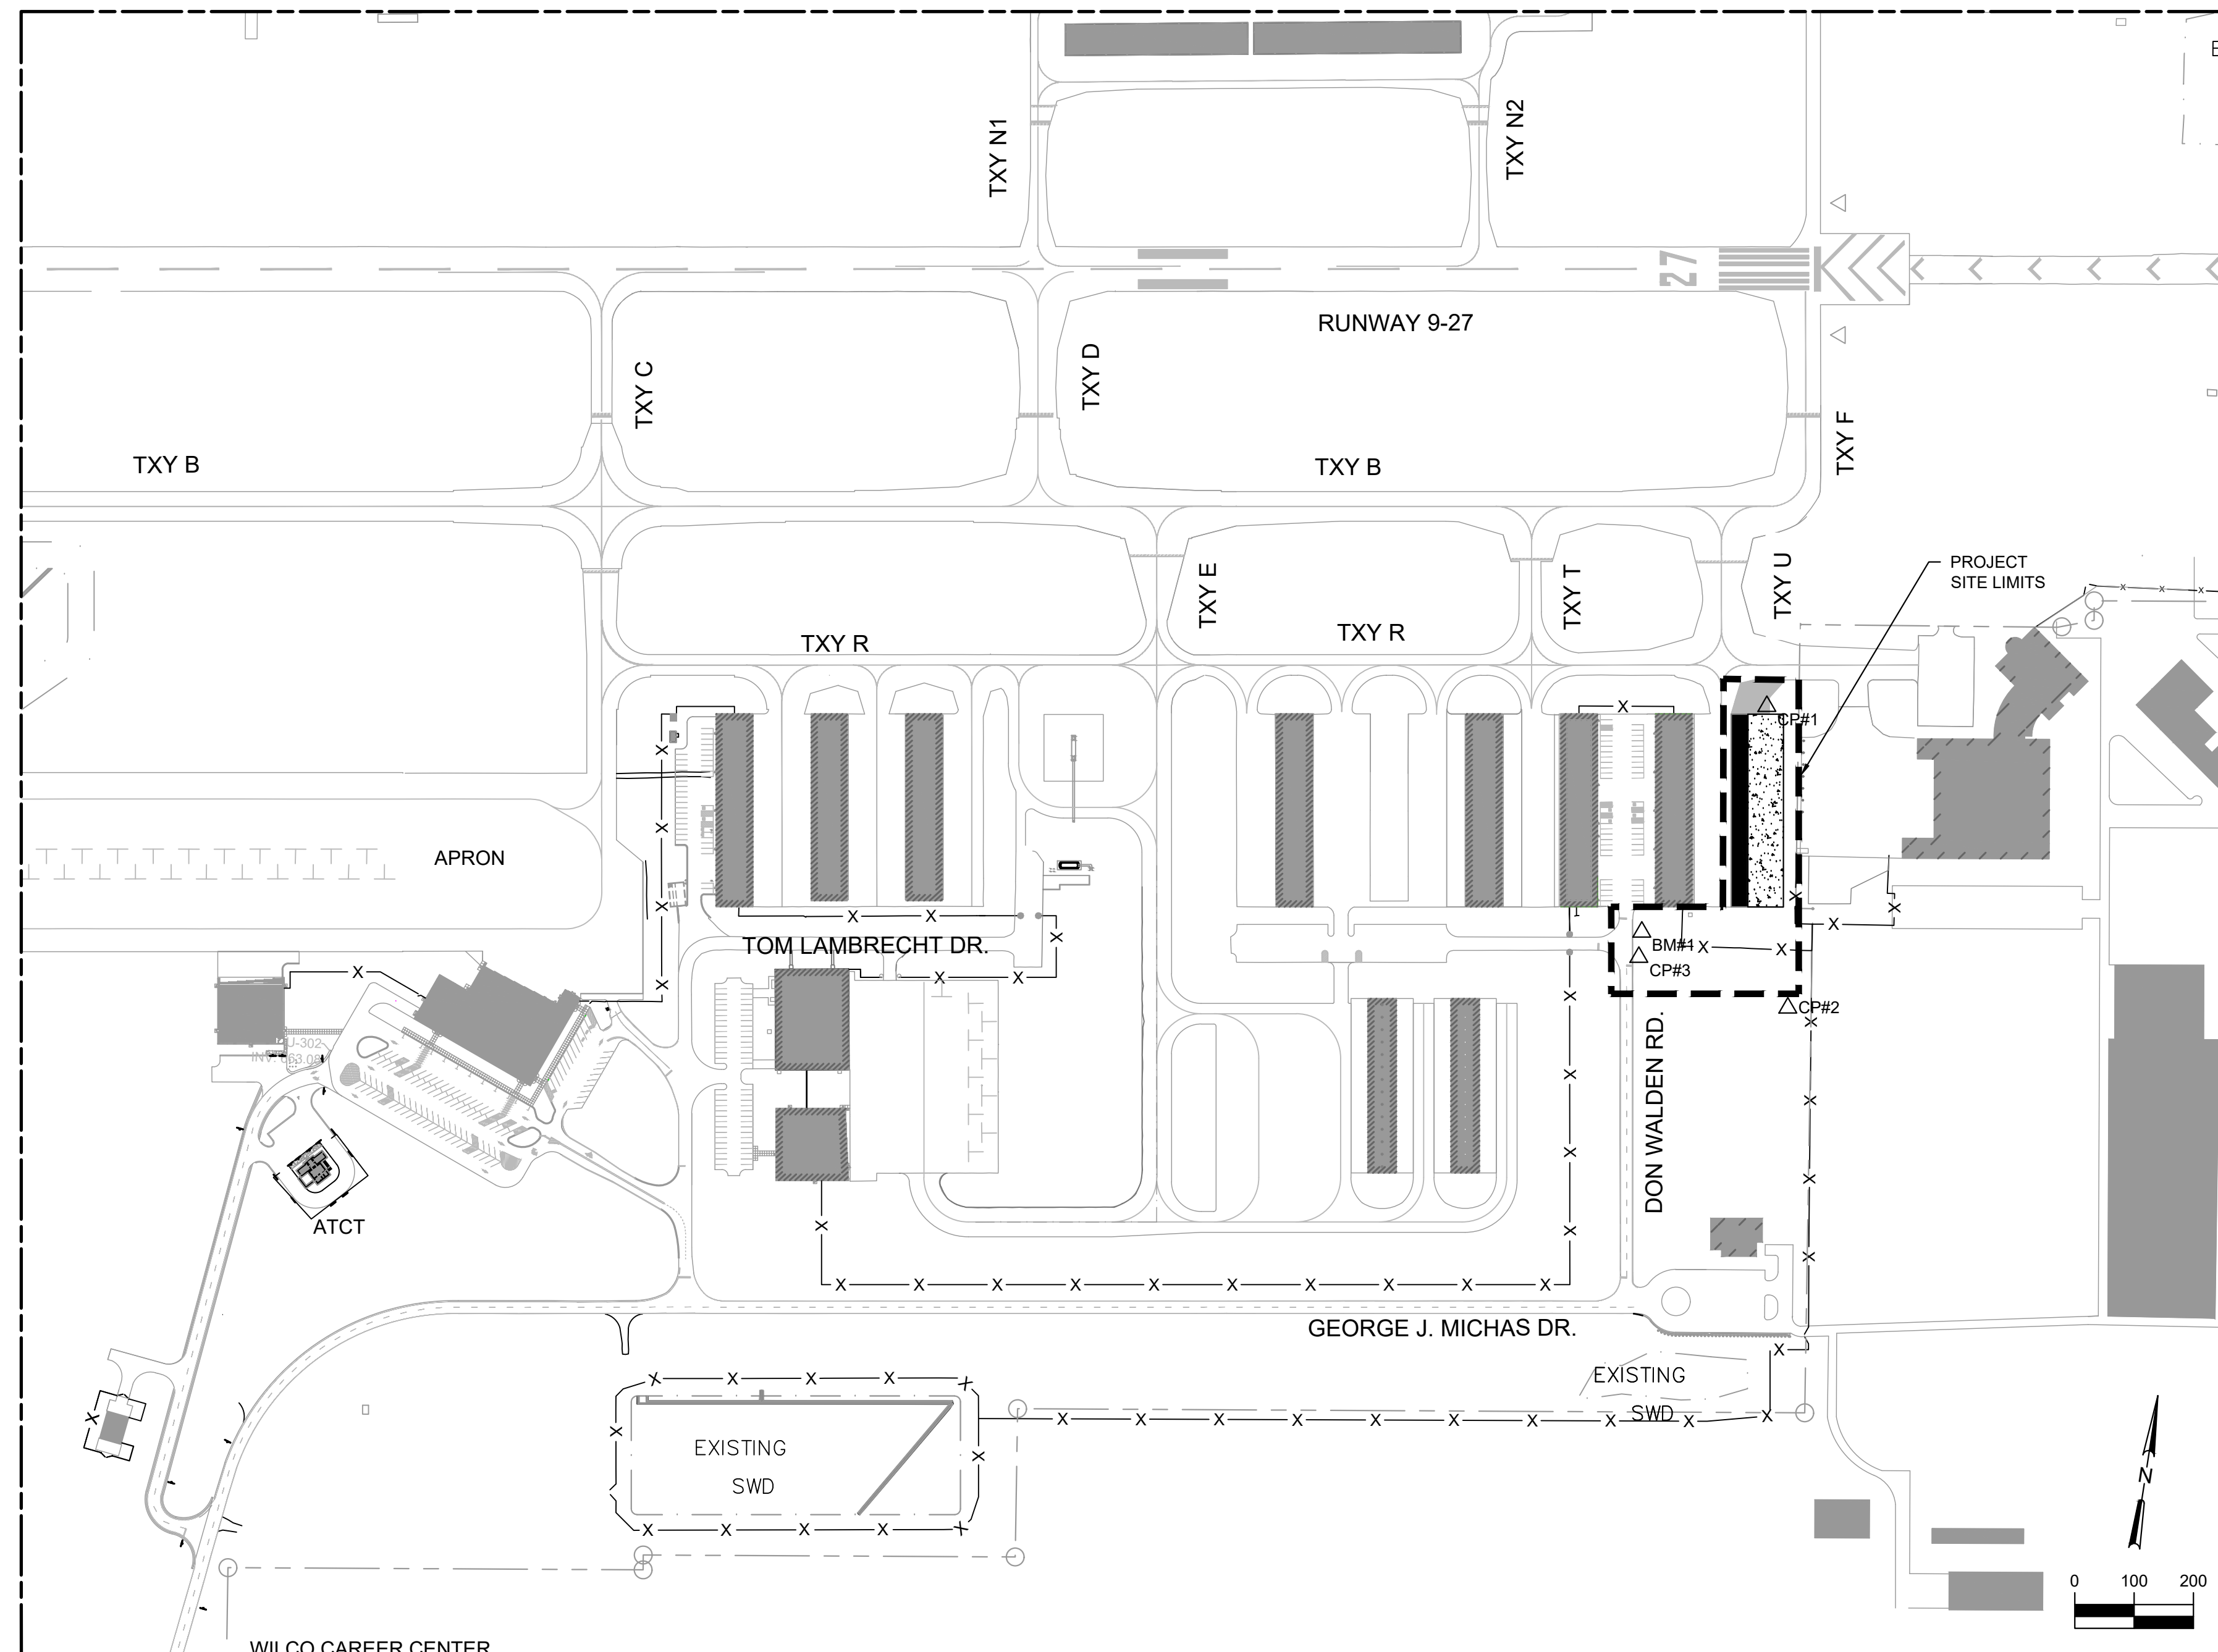 TXY N1
TXY N2
27
RUNWAY 9-27
TXY C
TXY D
TXY F
TXY B
TXY B
TXY E
TXY T
TXY U
PROJECT
SITE LIMITS
TXY R
TXY R
CP#1
APRON
TOM LAMBRECHT DR.
BM#1
CP#3
CP#2
U-302
DON WALDEN RD.
ATCT
GEORGE J. MICHAS DR.
EXISTING
SWD
EXISTING
SWD
N
0 100 200
WILCO CAREER CENTER